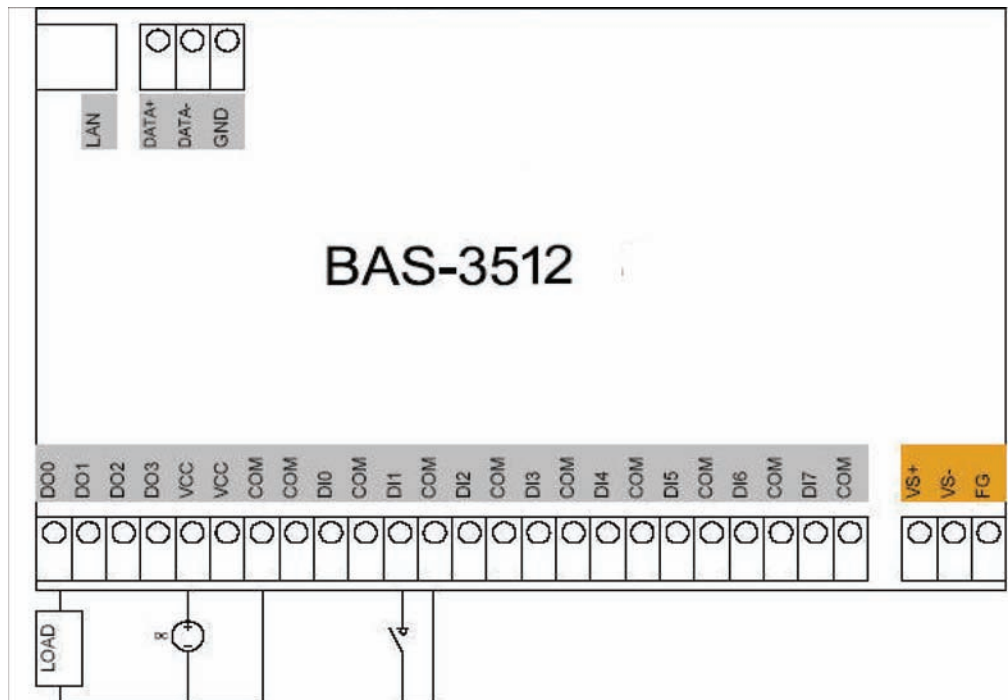 LAN DATA+ DATA- GND
BAS-3512
DO0 DO1 DO2 DO3 VCC VCC COM COM DI0 COM DI1 COM DI2 COM DI3 COM DI4 COM DI5 COM DI6 COM DI7 COM VS+ VS- FG
LOAD
+
-